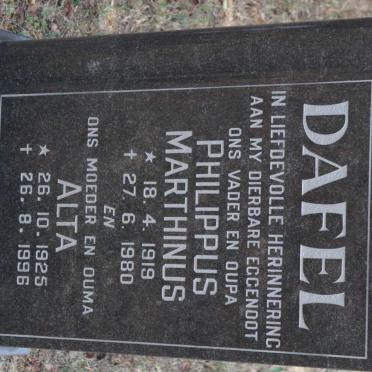 DAFEL
IN LIEFDEVOLLE HERINNERING
AAN MY DIERBARE EGGENOOT
ONS VADER EN OUPA
PHILIPPUS
MARTHINUS
★ 18. 4. 1919
✝ 27. 6. 1980
EN
ONS MOEDER EN OUMA
ALTA
★ 26. 10. 1925
✝ 26. 8. 1996